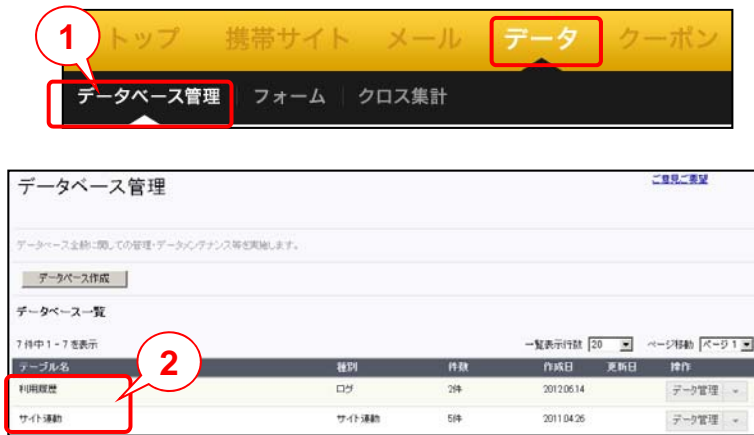 1
トップ 携帯サイト メール データ クーポン
データベース管理 フォーム クロス集計
データベース管理 ご意見ご要望
データベース全般に関しての管理・データメンテナンス等を実施します。
データベース作成
データベース一覧
7 件中 1 - 7 を表示 一覧表示行数 20 ページ移動 ページ 1
テーブル名 種別 件数 作成日 更新日 操作
2
利用履歴 ログ 2件 2012.06.14 データ管理
サイト連動 サイト連動 5件 2011.04.26 データ管理